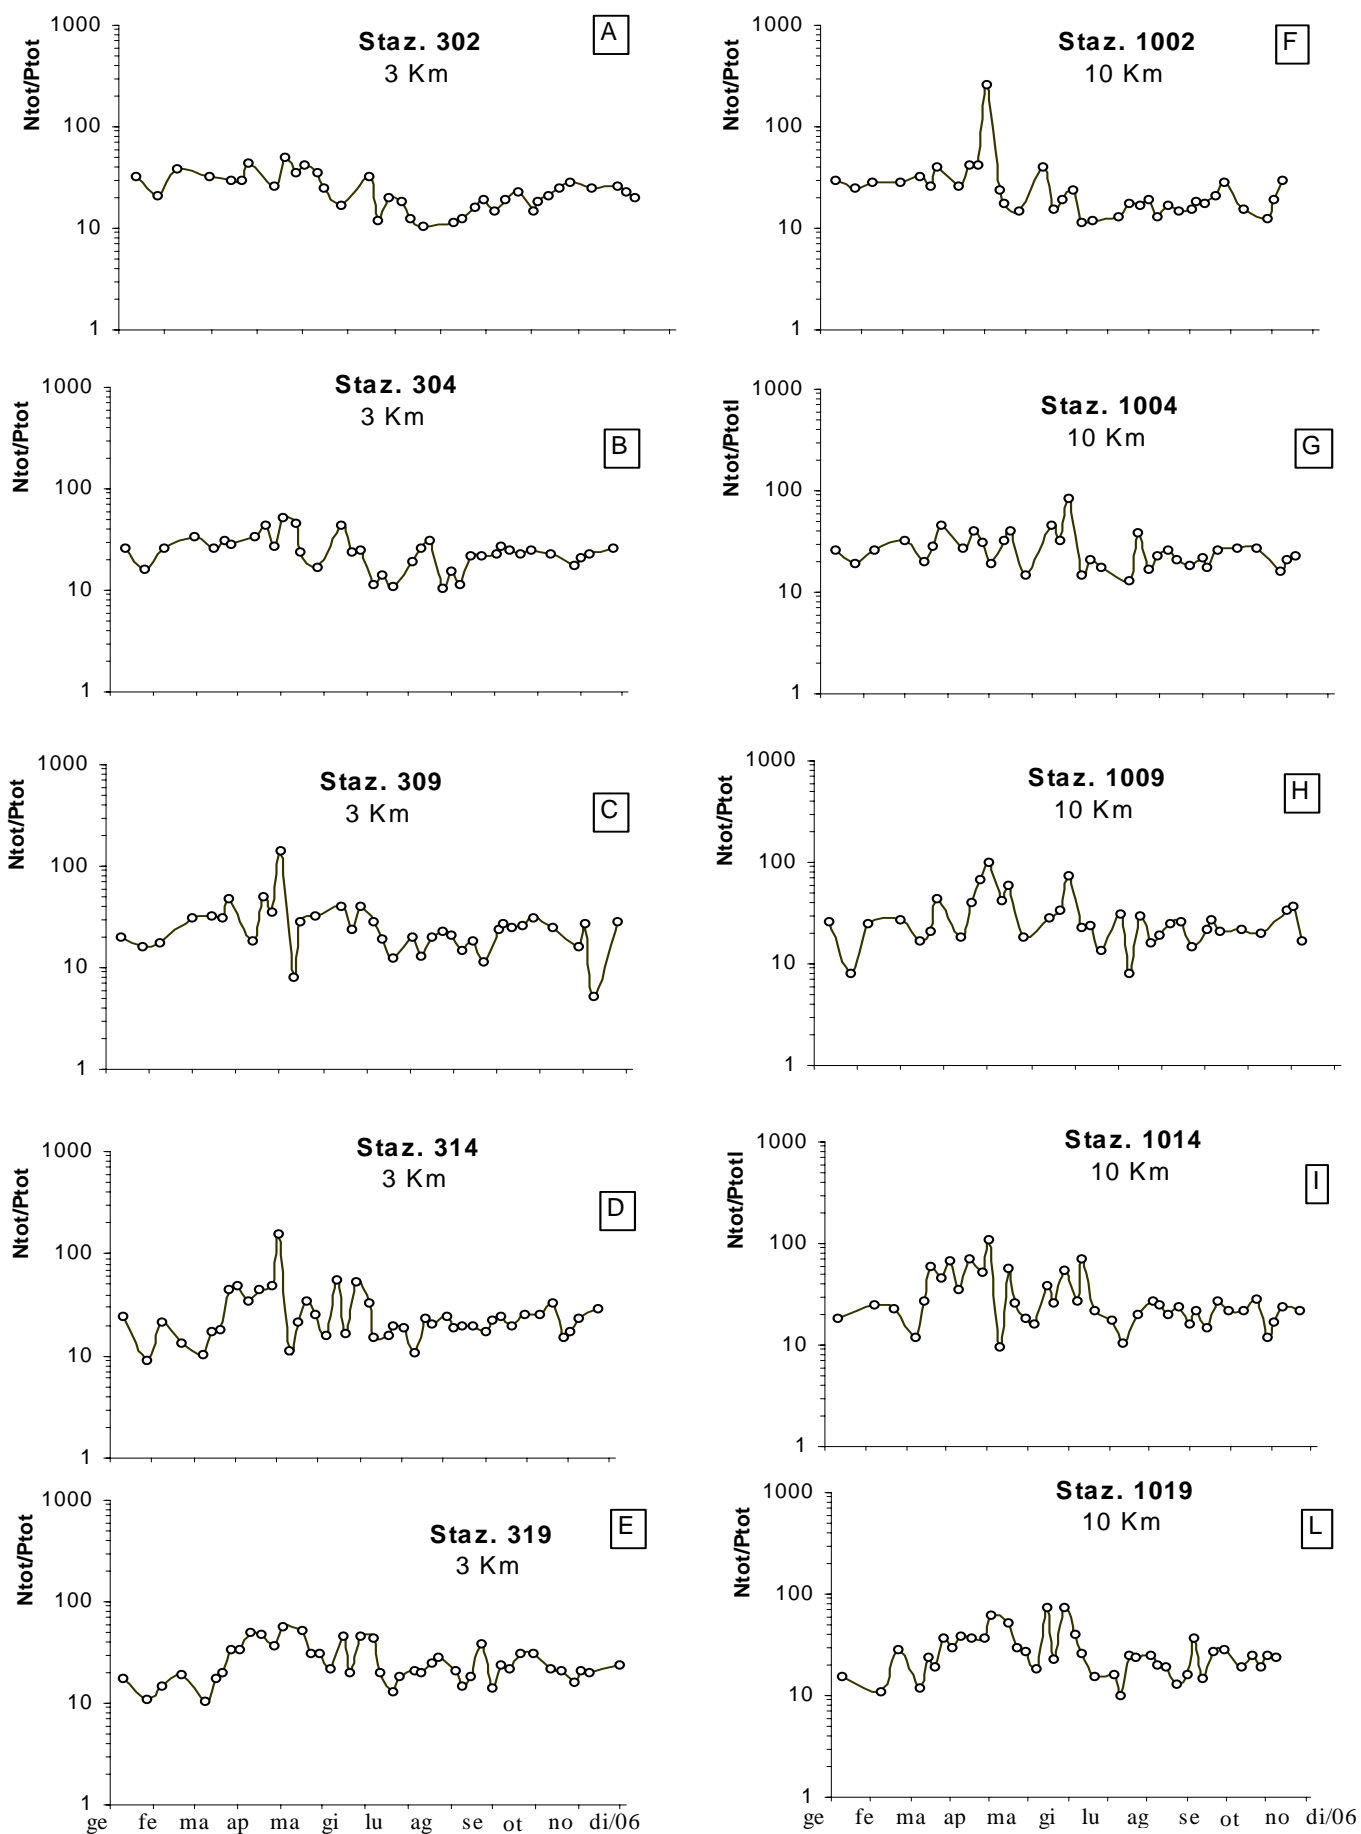 Staz. 302
3 Km
A
Ntot/Ptot
1000
100
10
1
Staz. 1002
10 Km
F
Ntot/Ptot
1000
100
10
1
Staz. 304
3 Km
B
Ntot/Ptot
1000
100
10
1
Staz. 1004
10 Km
G
Ntot/Ptotl
1000
100
10
1
Staz. 309
3 Km
C
Ntot/Ptot
1000
100
10
1
Staz. 1009
10 Km
H
Ntot/Ptot
1000
100
10
1
Staz. 314
3 Km
D
Ntot/Ptot
1000
100
10
1
Staz. 1014
10 Km
I
Ntot/Ptotl
1000
100
10
1
Staz. 319
3 Km
E
Ntot/Ptot
1000
100
10
1
ge fe ma ap ma gi lu ag se ot no di/06
Staz. 1019
10 Km
L
Ntot/Ptot
1000
100
10
1
ge fe ma ap ma gi lu ag se ot no di/06